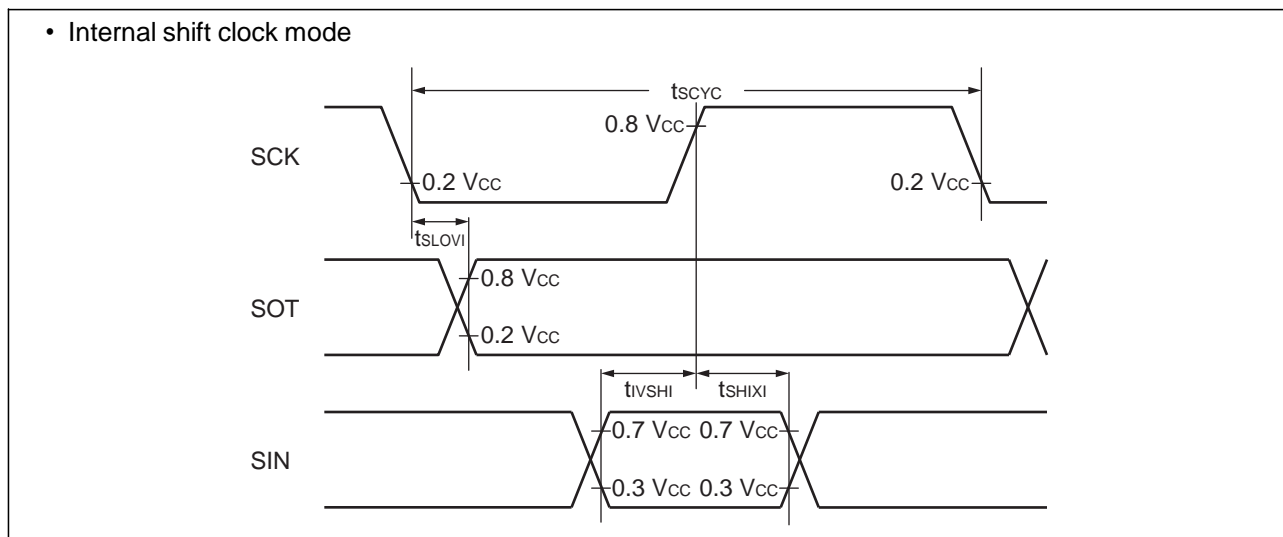 • Internal shift clock mode
tSCYC
0.8 VCC
SCK
0.2 VCC
0.2 VCC
tSLOVI
0.8 VCC
SOT
0.2 VCC
tIVSHI
tSHIXI
0.7 VCC
0.7 VCC
SIN
0.3 VCC
0.3 VCC